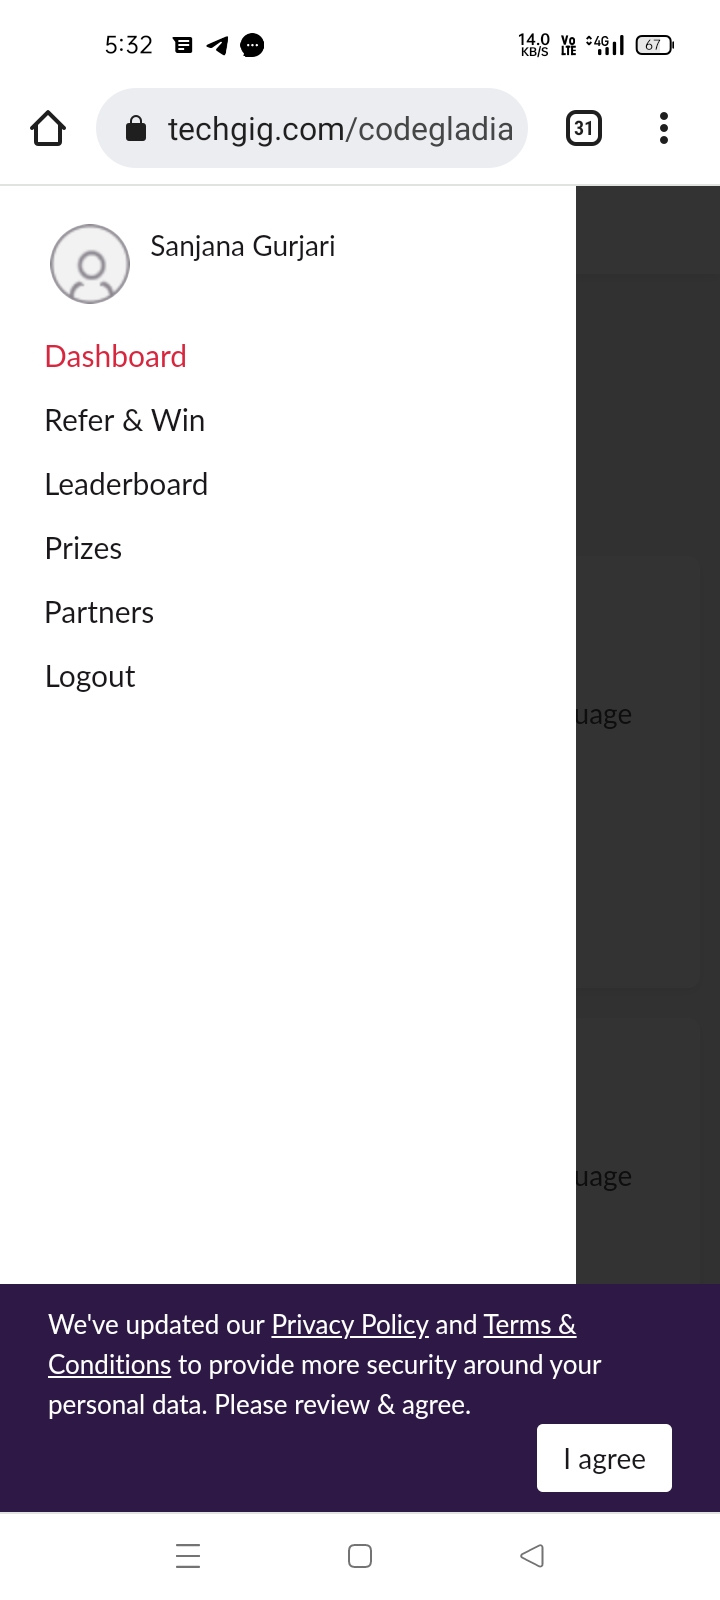 5:32
14.0 KB/S Vo LTE 4G 67
techgig.com/codegladia
31
Sanjana Gurjari
Dashboard
Refer & Win
Leaderboard
Prizes
Partners
Logout
uage
uage
We've updated our Privacy Policy and Terms &
Conditions to provide more security around your
personal data. Please review & agree.
I agree